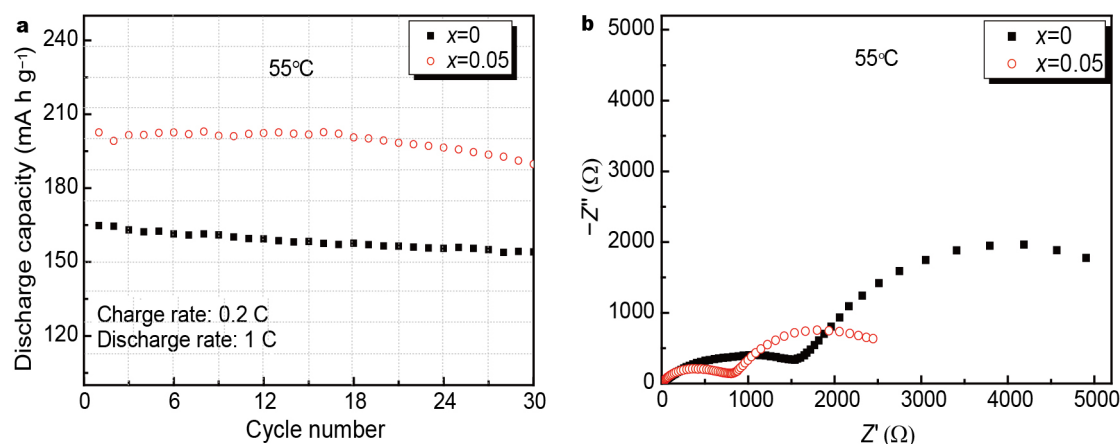 a
x=0
x=0.05
55°C
Discharge capacity (mA h g⁻¹)
240
210
180
150
120
Charge rate: 0.2 C
Discharge rate: 1 C
0 6 12 18 24 30
Cycle number
b
x=0
x=0.05
55°C
−Z″ (Ω)
5000
4000
3000
2000
1000
0
0 1000 2000 3000 4000 5000
Z′ (Ω)